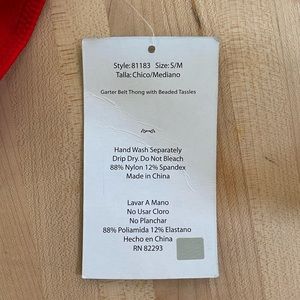 Style: 81183 Size: S/M
Talla: Chico/Mediano
Garter Belt Thong with Beaded Tassles
Hand Wash Separately
Drip Dry. Do Not Bleach
88% Nylon 12% Spandex
Made in China
Lavar A Mano
No Usar Cloro
No Planchar
88% Poliamida 12% Elastano
Hecho en China
RN 82293